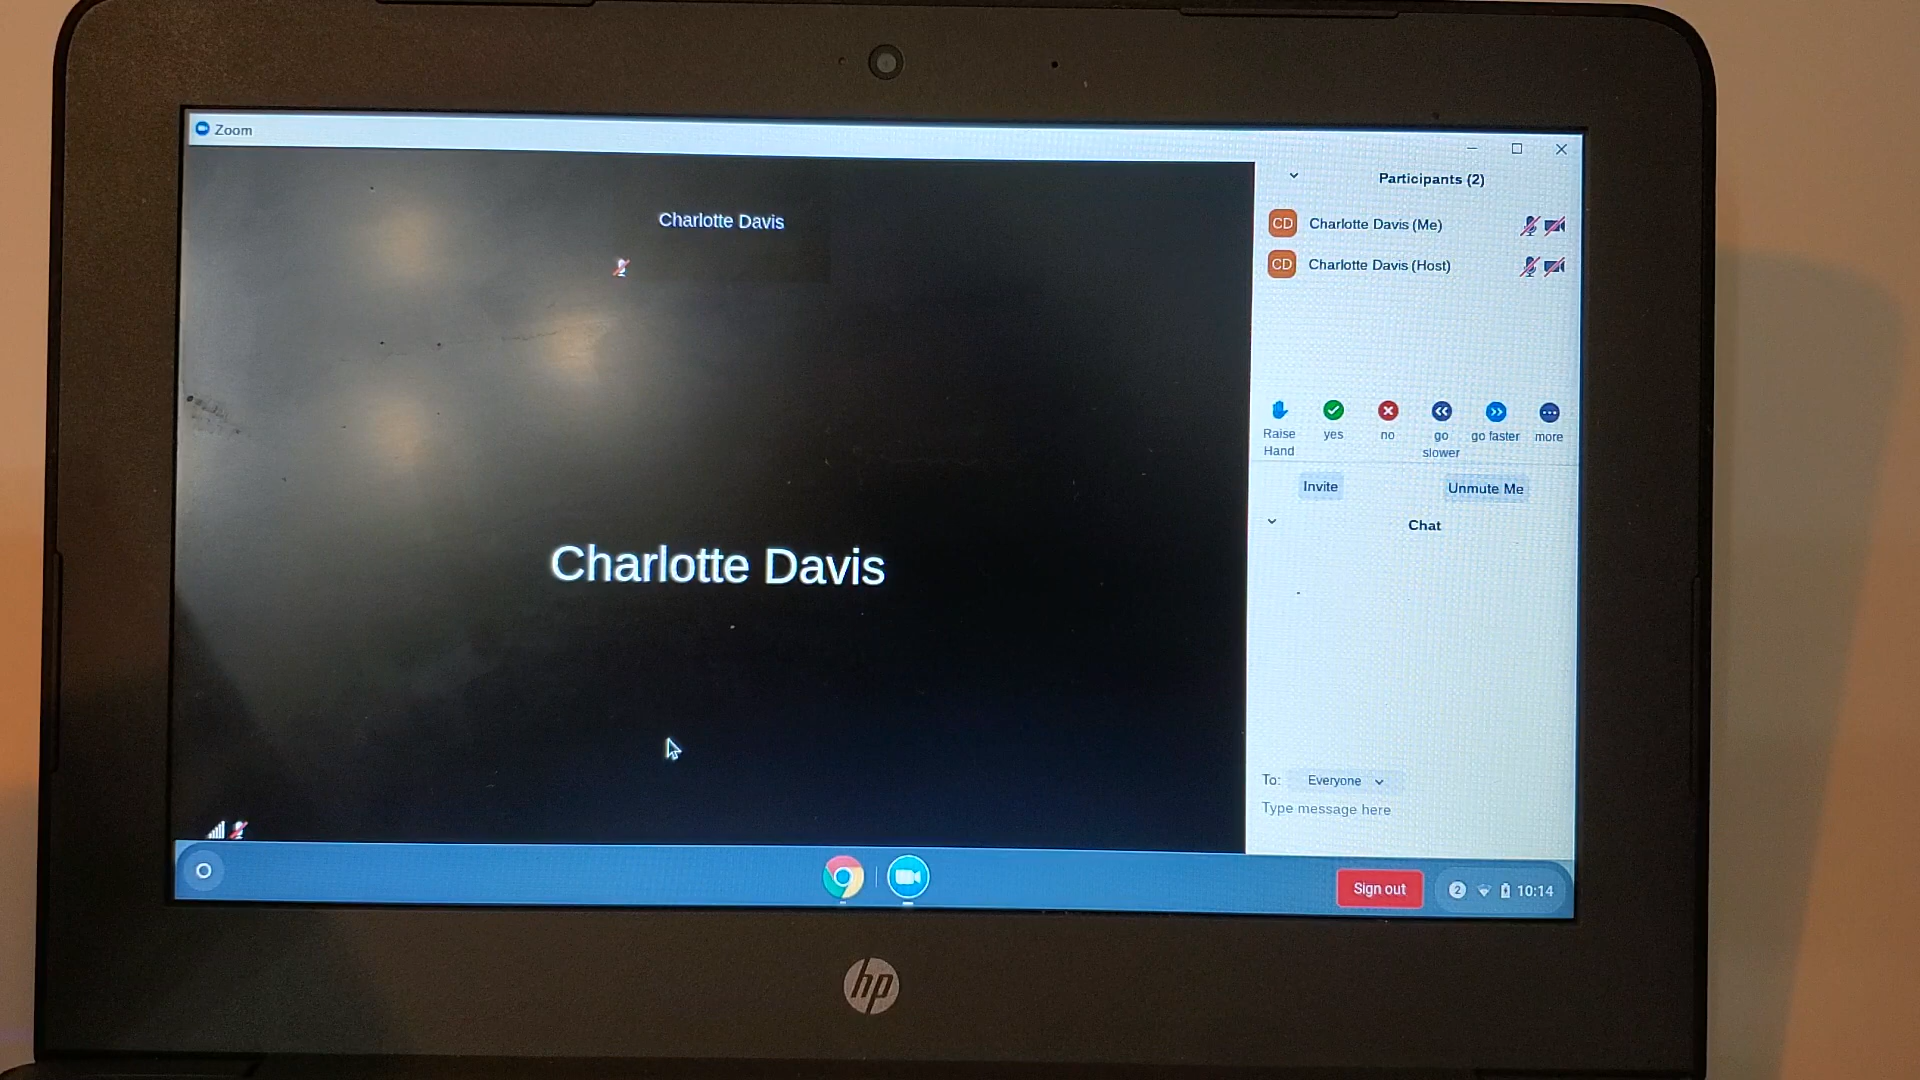 Zoom
Charlotte Davis
Charlotte Davis
Participants (2)
CD Charlotte Davis (Me)
CD Charlotte Davis (Host)
Raise Hand
yes
no
go slower
go faster
more
Invite
Unmute Me
Chat
To: Everyone
Type message here
Sign out
2
10:14
hp